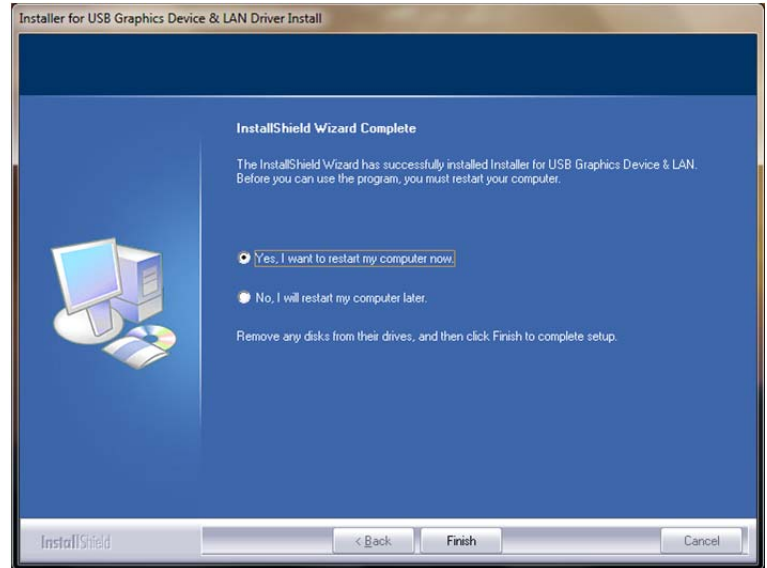 Installer for USB Graphics Device & LAN Driver Install
InstallShield Wizard Complete
The InstallShield Wizard has successfully installed Installer for USB Graphics Device & LAN.
Before you can use the program, you must restart your computer.
Yes, I want to restart my computer now.
No, I will restart my computer later.
Remove any disks from their drives, and then click Finish to complete setup.
InstallShield
< Back
Finish
Cancel